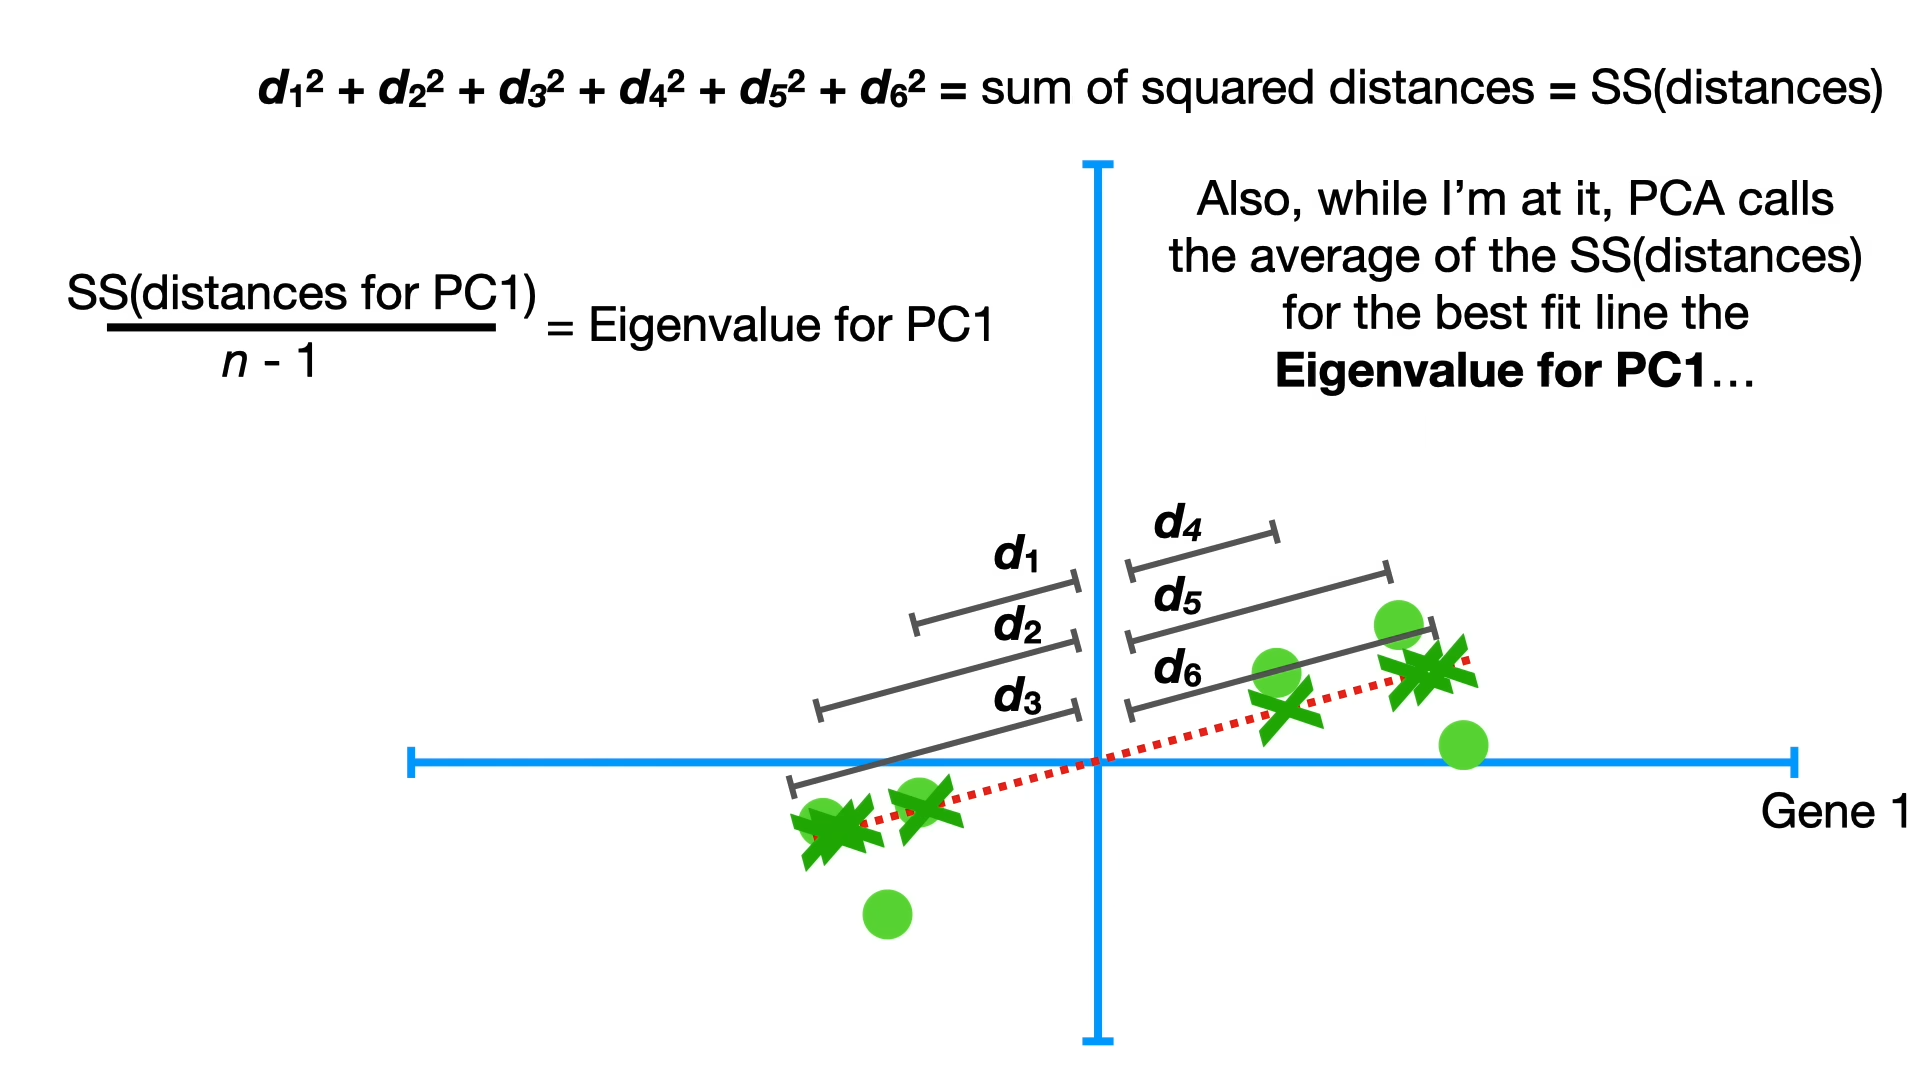 d₁² + d₂² + d₃² + d₄² + d₅² + d₆² = sum of squared distances = SS(distances)
Also, while I’m at it, PCA calls
the average of the SS(distances)
for the best fit line the
Eigenvalue for PC1…
SS(distances for PC1)
n - 1
= Eigenvalue for PC1
d₁
d₂
d₃
d₄
d₅
d₆
Gene 1